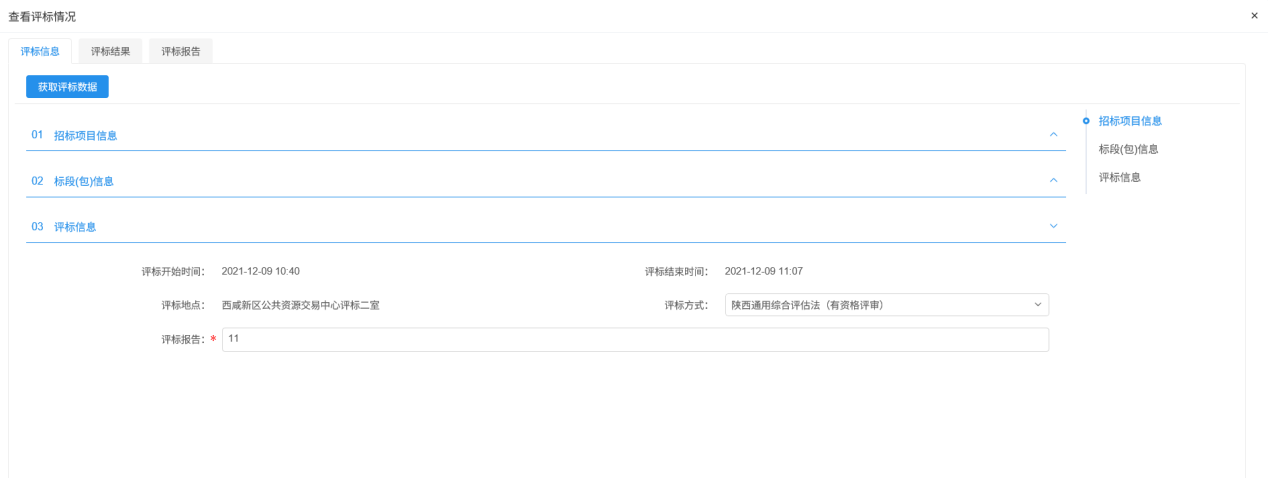 查看评标情况 ×
评标信息 评标结果 评标报告
获取评标数据
01 招标项目信息
02 标段(包)信息
03 评标信息
评标开始时间： 2021-12-09 10:40 评标结束时间： 2021-12-09 11:07
评标地点： 西咸新区公共资源交易中心评标二室 评标方式： 陕西通用综合评估法（有资格评审）
评标报告：* 11
招标项目信息
标段(包)信息
评标信息